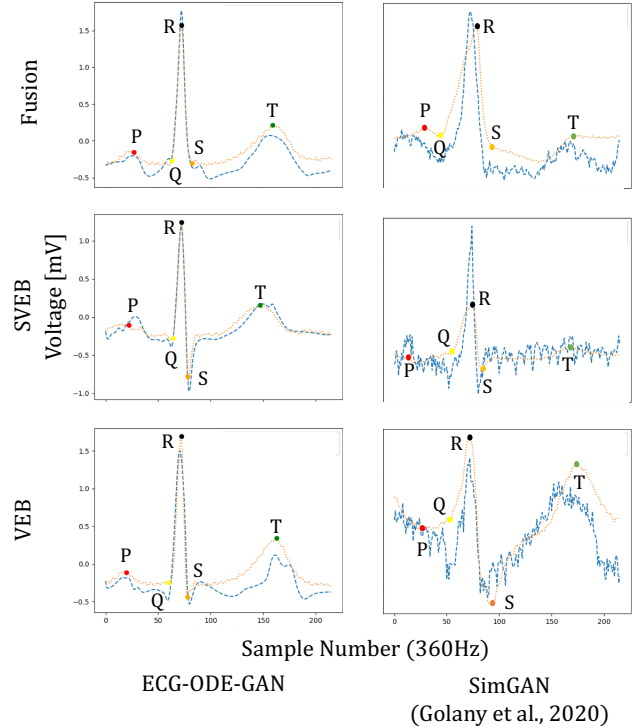 Fusion
1.5
1.0
0.5
0.0
−0.5
P
Q
R
S
T
P
Q
R
S
T
SVEB
Voltage [mV]
1.0
0.5
0.0
−0.5
−1.0
P
Q
R
S
T
P
Q
R
S
T
VEB
1.5
1.0
0.5
0.0
−0.5
P
Q
R
S
T
0 50 100 150 200
P
Q
R
S
T
0 50 100 150 200
Sample Number (360Hz)
ECG-ODE-GAN
SimGAN
(Golany et al., 2020)